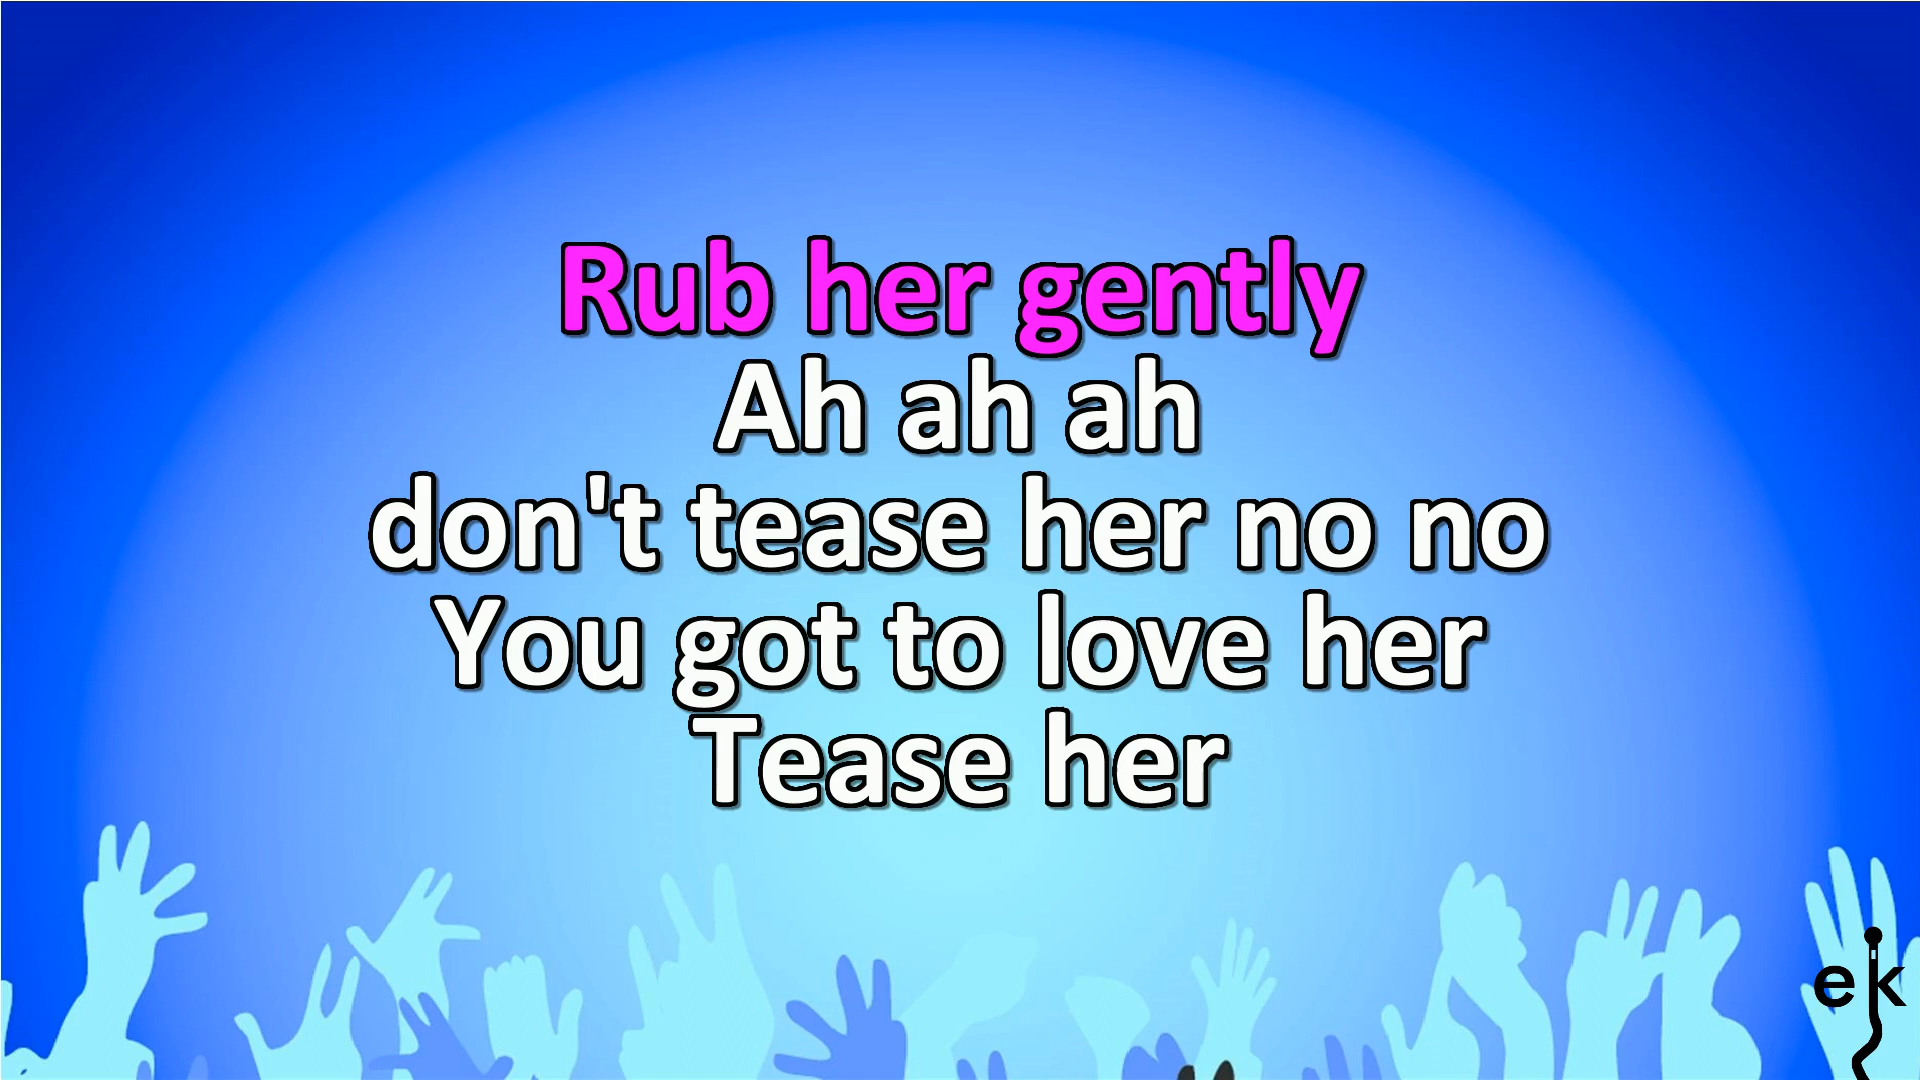 Rub her gently
Ah ah ah
don't tease her no no
You got to love her
Tease her
ek